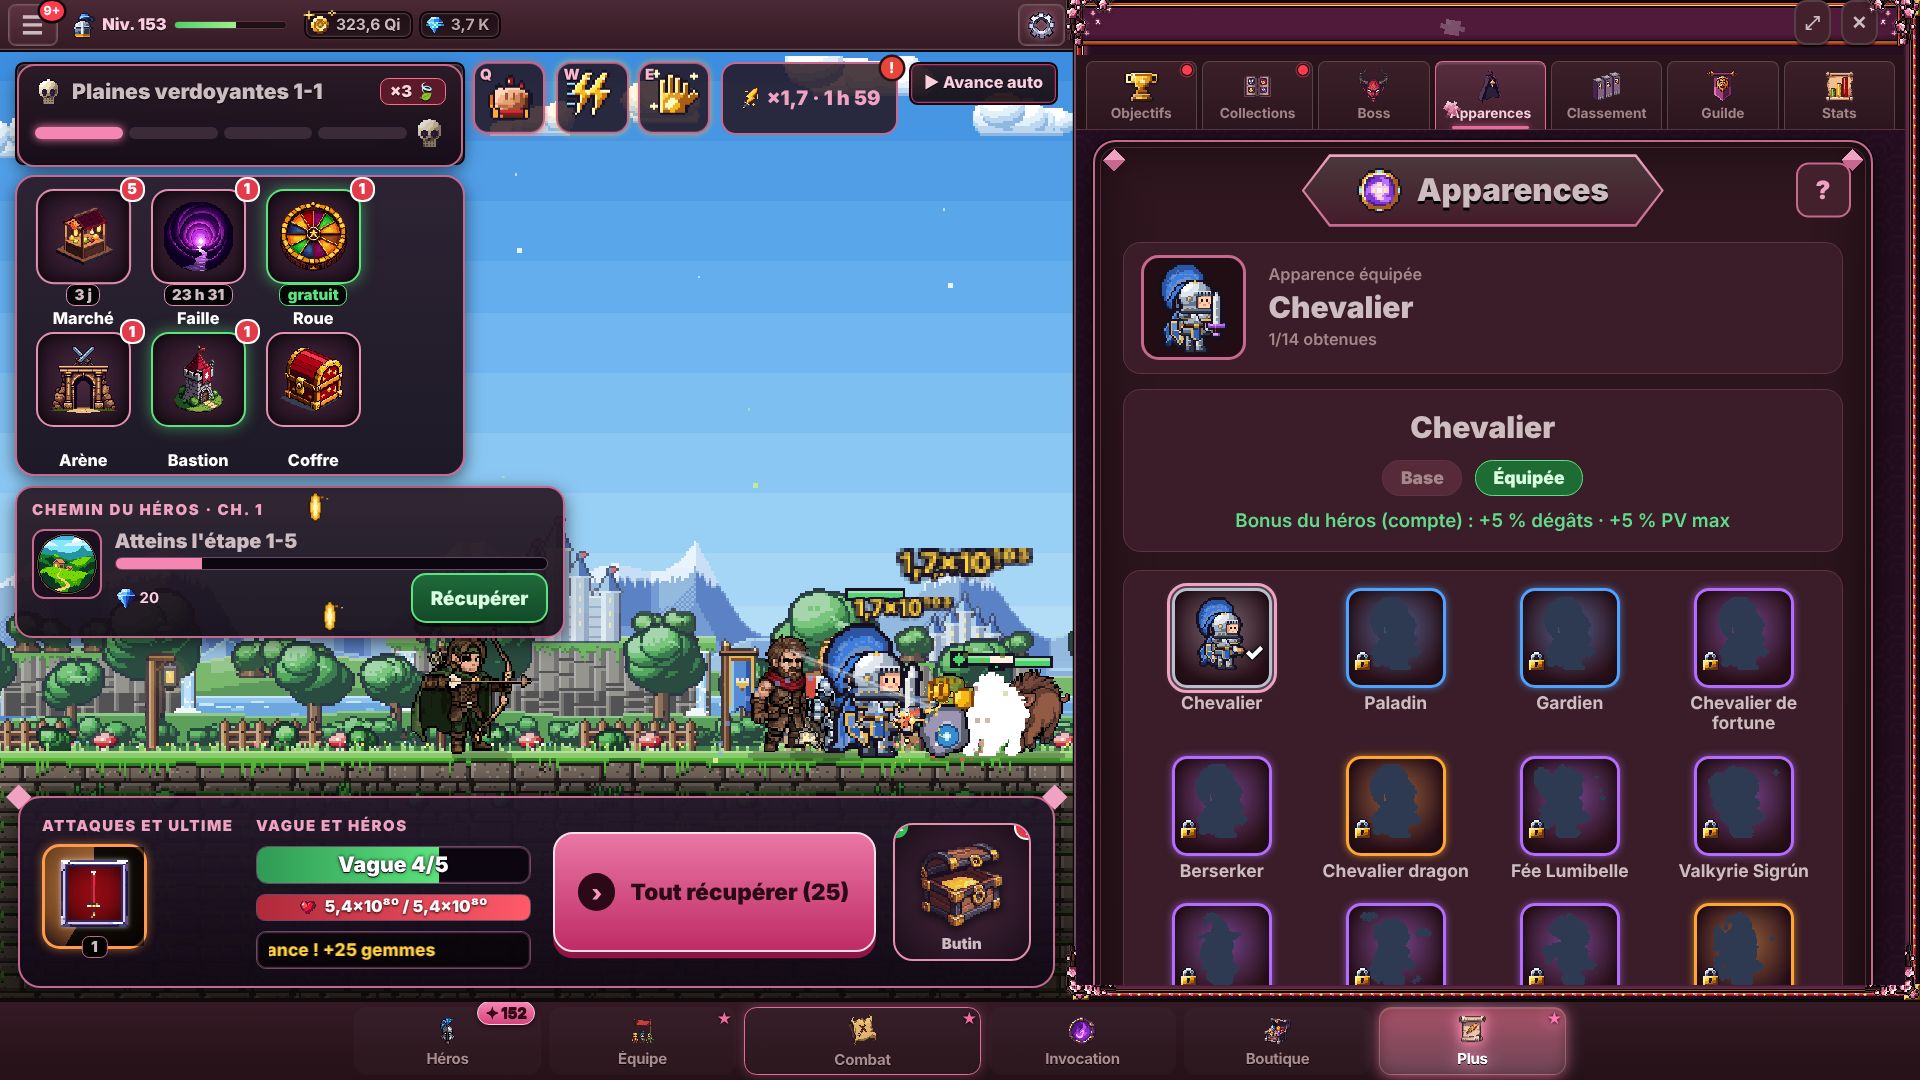 9+
Niv. 153
323,6 Qi
3,7 K
Plaines verdoyantes 1-1
×3
Q
W
E
×1,7 · 1 h 59
!
Avance auto
5
1
1
3 j
23 h 31
gratuit
Marché
Faille
Roue
1
1
Arène
Bastion
Coffre
CHEMIN DU HÉROS · CH. 1
Atteins l'étape 1-5
20
Récupérer
1,7×10¹⁰³
1,7×10¹⁰³
ATTAQUES ET ULTIME
VAGUE ET HÉROS
1
Vague 4/5
5,4×10⁸⁰ / 5,4×10⁸⁰
ance ! +25 gemmes
Tout récupérer (25)
Butin
Objectifs
Collections
Boss
Apparences
Classement
Guilde
Stats
Apparences
?
Apparence équipée
Chevalier
1/14 obtenues
Chevalier
Base
Équipée
Bonus du héros (compte) : +5 % dégâts · +5 % PV max
Chevalier
Paladin
Gardien
Chevalier de
fortune
Berserker
Chevalier dragon
Fée Lumibelle
Valkyrie Sigrún
152
Héros
Équipe
Combat
Invocation
Boutique
Plus